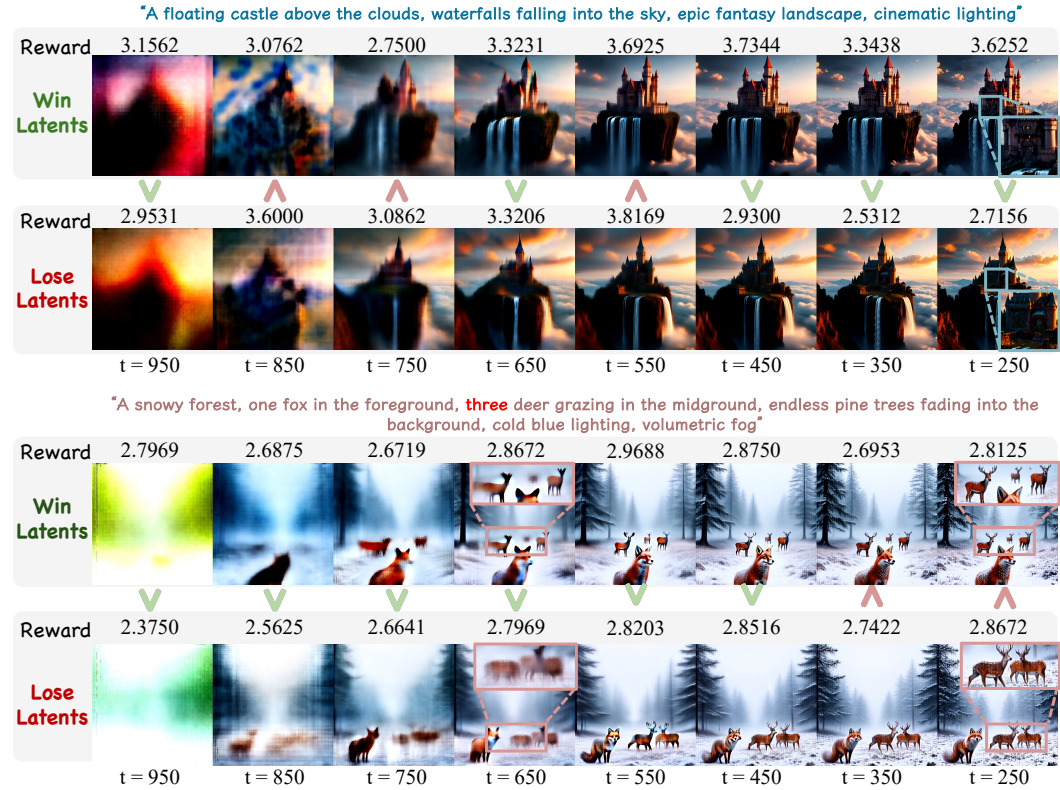 “A floating castle above the clouds, waterfalls falling into the sky, epic fantasy landscape, cinematic lighting”
Reward 3.1562 3.0762 2.7500 3.3231 3.6925 3.7344 3.3438 3.6252
Win
Latents
Reward 2.9531 3.6000 3.0862 3.3206 3.8169 2.9300 2.5312 2.7156
Lose
Latents
t = 950 t = 850 t = 750 t = 650 t = 550 t = 450 t = 350 t = 250
“A snowy forest, one fox in the foreground, three deer grazing in the midground, endless pine trees fading into the
background, cold blue lighting, volumetric fog”
Reward 2.7969 2.6875 2.6719 2.8672 2.9688 2.8750 2.6953 2.8125
Win
Latents
Reward 2.3750 2.5625 2.6641 2.7969 2.8203 2.8516 2.7422 2.8672
Lose
Latents
t = 950 t = 850 t = 750 t = 650 t = 550 t = 450 t = 350 t = 250